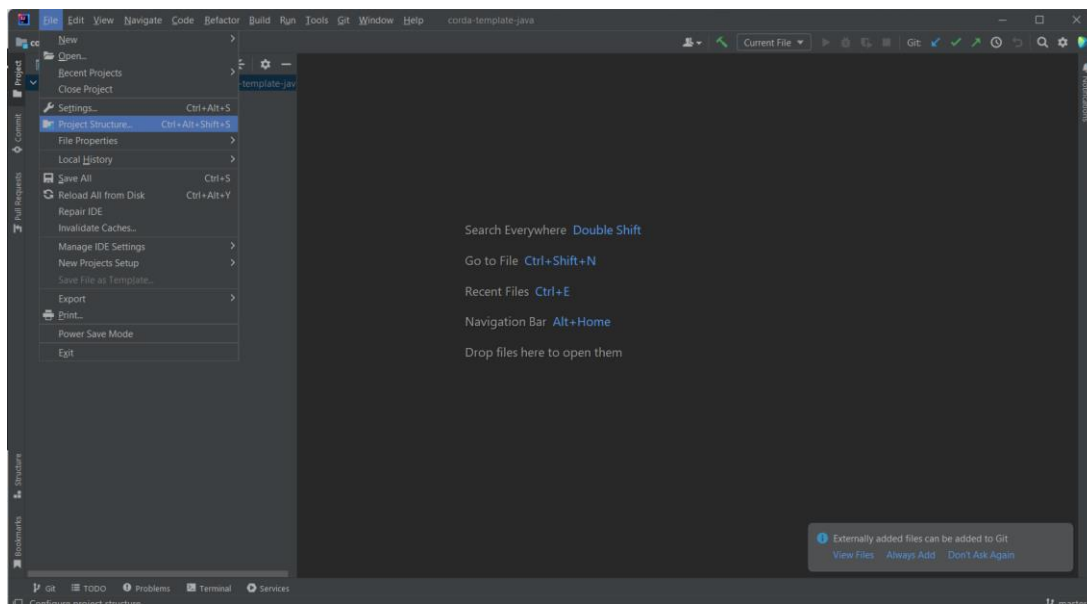 File Edit View Navigate Code Refactor Build Run Tools Git Window Help corda-template-java
co
Current File
Git:
New
Open...
Recent Projects
Close Project
-template-jav
Settings... Ctrl+Alt+S
Project Structure... Ctrl+Alt+Shift+S
File Properties
Local History
Save All Ctrl+S
Reload All from Disk Ctrl+Alt+Y
Repair IDE
Invalidate Caches...
Manage IDE Settings
New Projects Setup
Save File as Template...
Export
Print...
Power Save Mode
Exit
Project
Commit
Pull Requests
Structure
Bookmarks
Notifications
Search Everywhere Double Shift
Go to File Ctrl+Shift+N
Recent Files Ctrl+E
Navigation Bar Alt+Home
Drop files here to open them
Externally added files can be added to Git
View Files Always Add Don't Ask Again
Git TODO Problems Terminal Services
Configure project structure master